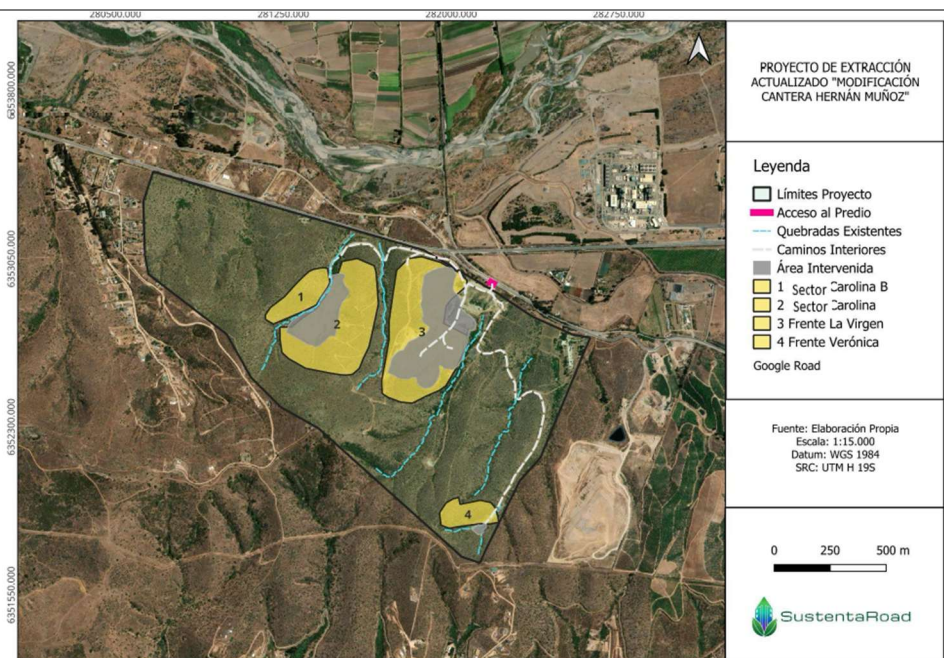 280500.000 281250.000 282000.000 282750.000
6353800.000
6353050.000
6352300.000
6351550.000
1
2
3
4
PROYECTO DE EXTRACCIÓN
ACTUALIZADO "MODIFICACIÓN
CANTERA HERNÁN MUÑOZ"
Leyenda
Límites Proyecto
Acceso al Predio
Quebradas Existentes
Caminos Interiores
Área Intervenida
1 Sector Carolina B
2 Sector Carolina
3 Frente La Virgen
4 Frente Verónica
Google Road
Fuente: Elaboración Propia
Escala: 1:15.000
Datum: WGS 1984
SRC: UTM H 19S
0 250 500 m
SustentaRoad